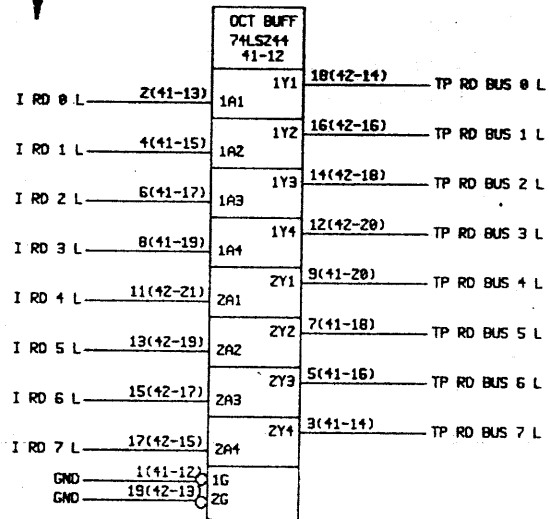 OCT BUFF
74LS244
41-12
I RD 0 L 2(41-13) 1A1 1Y1 18(42-14) TP RD BUS 0 L
I RD 1 L 4(41-15) 1A2 1Y2 16(42-16) TP RD BUS 1 L
I RD 2 L 6(41-17) 1A3 1Y3 14(42-18) TP RD BUS 2 L
I RD 3 L 8(41-19) 1A4 1Y4 12(42-20) TP RD BUS 3 L
I RD 4 L 11(42-21) 2A1 2Y1 9(41-20) TP RD BUS 4 L
I RD 5 L 13(42-19) 2A2 2Y2 7(41-18) TP RD BUS 5 L
I RD 6 L 15(42-17) 2A3 2Y3 5(41-16) TP RD BUS 6 L
I RD 7 L 17(42-15) 2A4 2Y4 3(41-14) TP RD BUS 7 L
GND 1(41-12) 1G
GND 19(42-13) 2G